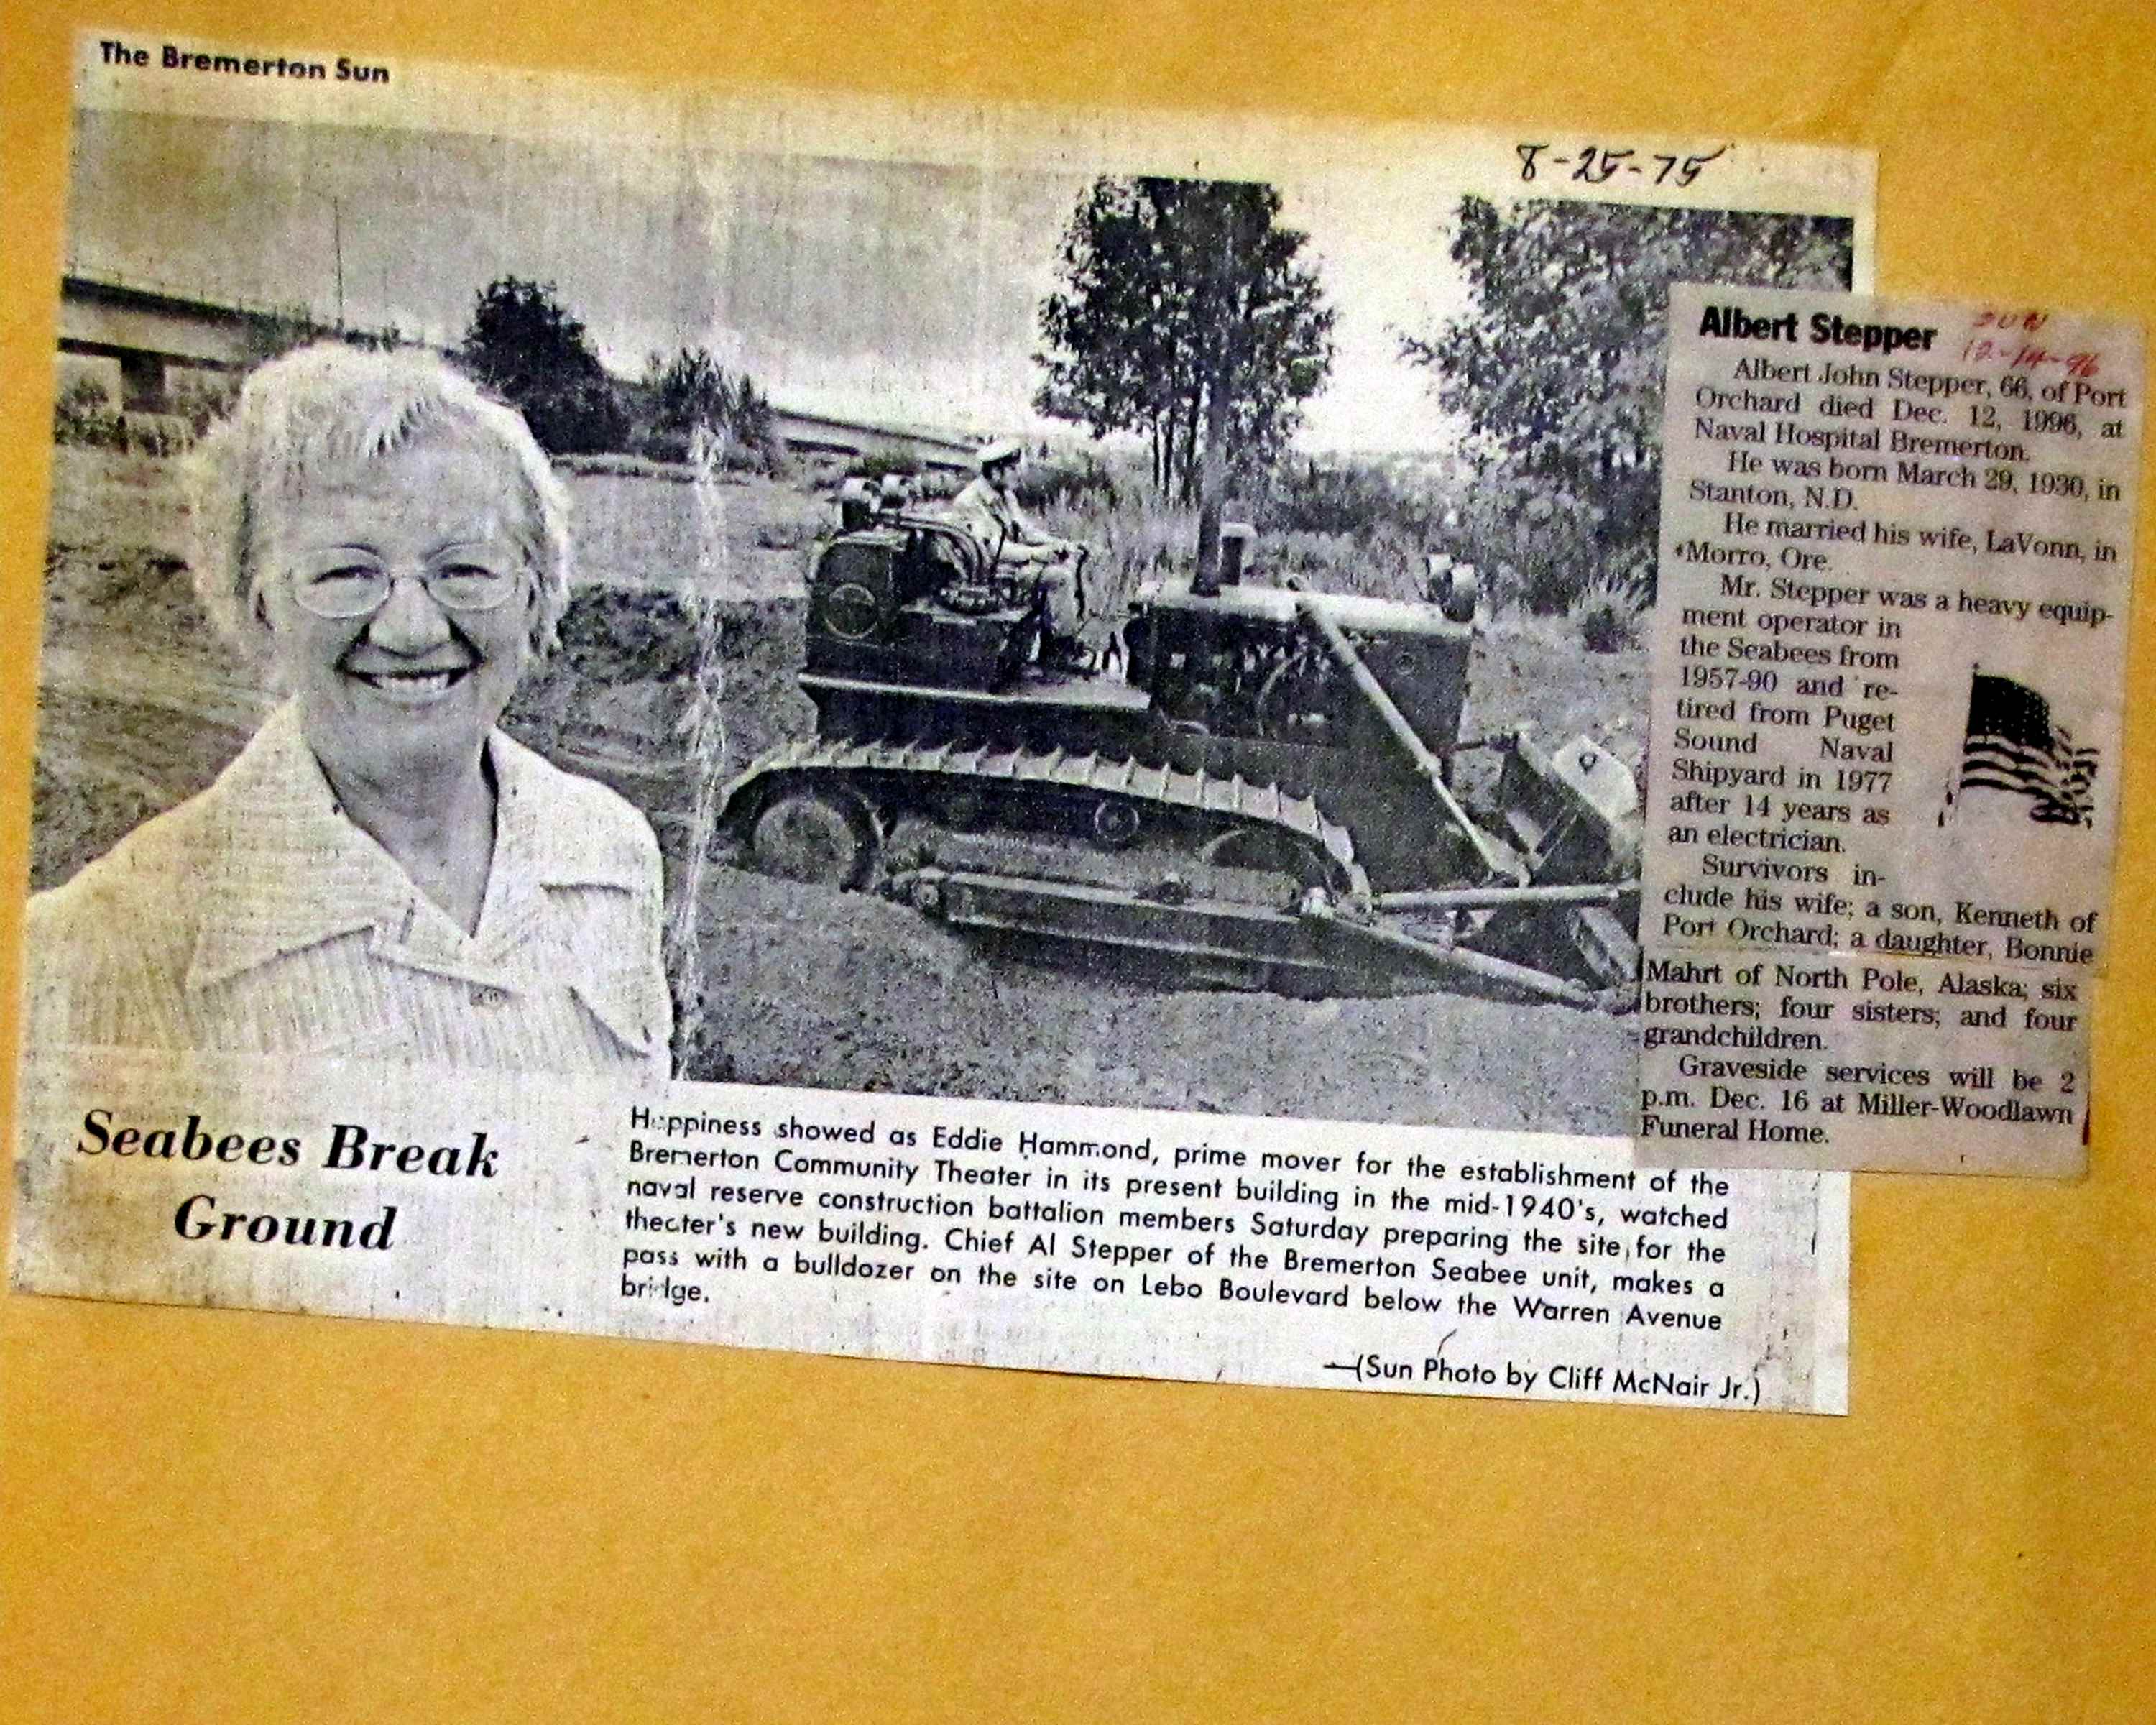 The Bremerton Sun
8-25-75
Albert Stepper
SUN
12-14-96
Albert John Stepper, 66, of Port
Orchard died Dec. 12, 1996, at
Naval Hospital Bremerton.
He was born March 29, 1930, in
Stanton, N.D.
He married his wife, LaVonn, in
Morro, Ore.
Mr. Stepper was a heavy equip-
ment operator in
the Seabees from
1957-90 and re-
tired from Puget
Sound Naval
Shipyard in 1977
after 14 years as
an electrician.
Survivors in-
clude his wife; a son, Kenneth of
Port Orchard; a daughter, Bonnie
Mahrt of North Pole, Alaska; six
brothers; four sisters; and four
grandchildren.
Graveside services will be 2
p.m. Dec. 16 at Miller-Woodlawn
Funeral Home.
Seabees Break
Ground
Happiness showed as Eddie Hammond, prime mover for the establishment of the
Bremerton Community Theater in its present building in the mid-1940's, watched
naval reserve construction battalion members Saturday preparing the site for the
theater's new building. Chief Al Stepper of the Bremerton Seabee unit, makes a
pass with a bulldozer on the site on Lebo Boulevard below the Warren Avenue
bridge.
—(Sun Photo by Cliff McNair Jr.)